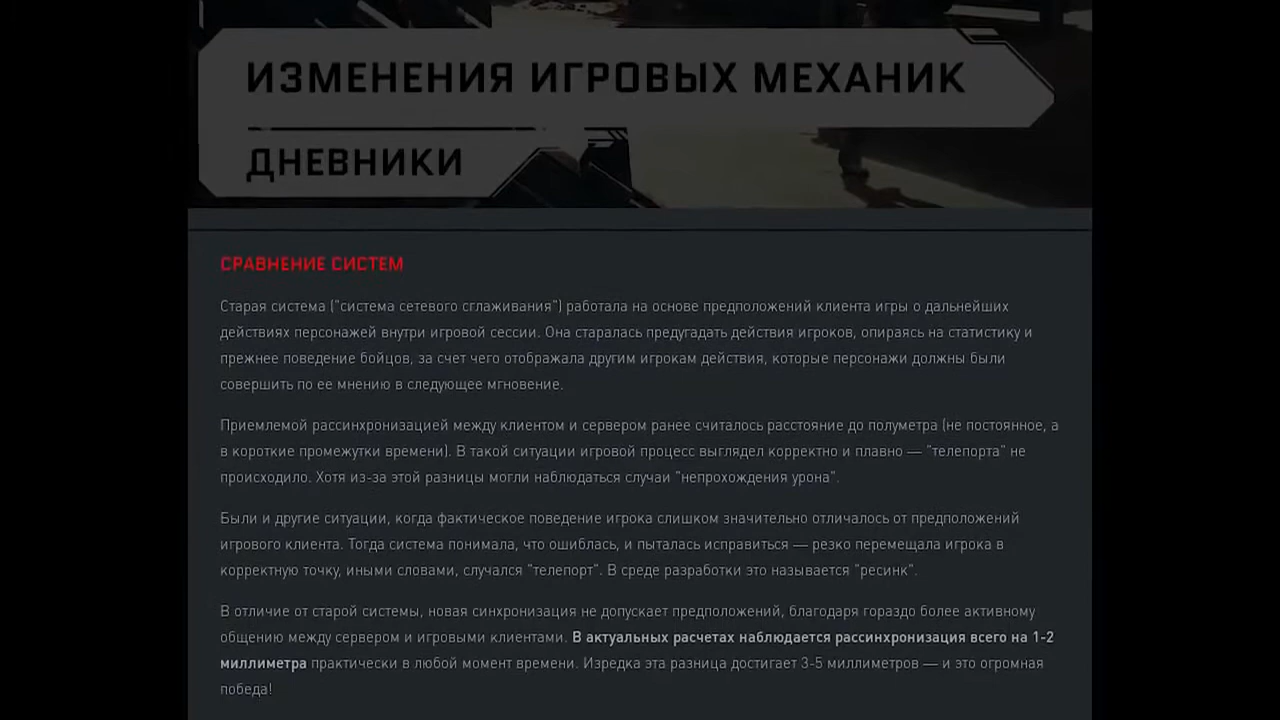 ИЗМЕНЕНИЯ ИГРОВЫХ МЕХАНИК
ДНЕВНИКИ
СРАВНЕНИЕ СИСТЕМ
Старая система ("система сетевого сглаживания") работала на основе предположений клиента игры о дальнейших
действиях персонажей внутри игровой сессии. Она старалась предугадать действия игроков, опираясь на статистику и
прежнее поведение бойцов, за счет чего отображала другим игрокам действия, которые персонажи должны были
совершить по ее мнению в следующее мгновение.
Приемлемой рассинхронизацией между клиентом и сервером ранее считалось расстояние до полуметра (не постоянное, а
в короткие промежутки времени). В такой ситуации игровой процесс выглядел корректно и плавно — "телепорта" не
происходило. Хотя из-за этой разницы могли наблюдаться случаи "непрохождения урона".
Были и другие ситуации, когда фактическое поведение игрока слишком значительно отличалось от предположений
игрового клиента. Тогда система понимала, что ошиблась, и пыталась исправиться — резко перемещала игрока в
корректную точку, иными словами, случался "телепорт". В среде разработки это называется "ресинк".
В отличие от старой системы, новая синхронизация не допускает предположений, благодаря гораздо более активному
общению между сервером и игровыми клиентами. В актуальных расчетах наблюдается рассинхронизация всего на 1-2
миллиметра практически в любой момент времени. Изредка эта разница достигает 3-5 миллиметров — и это огромная
победа!